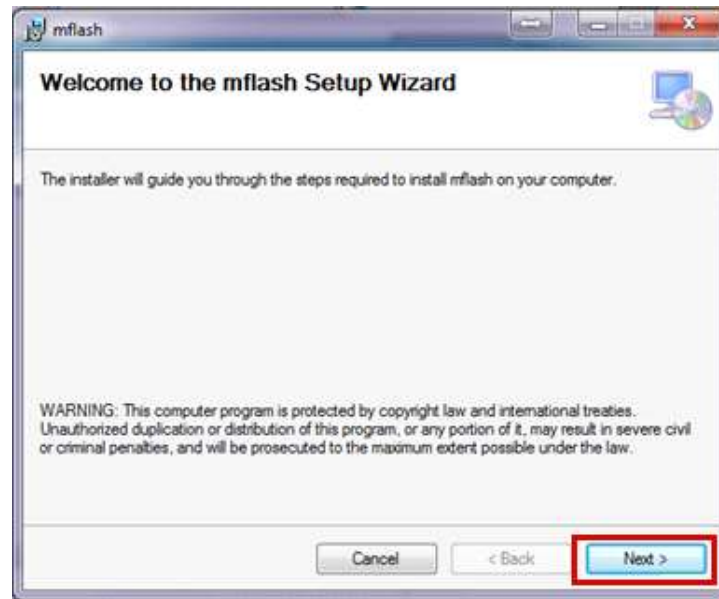 mflash
Welcome to the mflash Setup Wizard
The installer will guide you through the steps required to install mflash on your computer.
WARNING: This computer program is protected by copyright law and international treaties.
Unauthorized duplication or distribution of this program, or any portion of it, may result in severe civil
or criminal penalties, and will be prosecuted to the maximum extent possible under the law.
Cancel < Back Next >